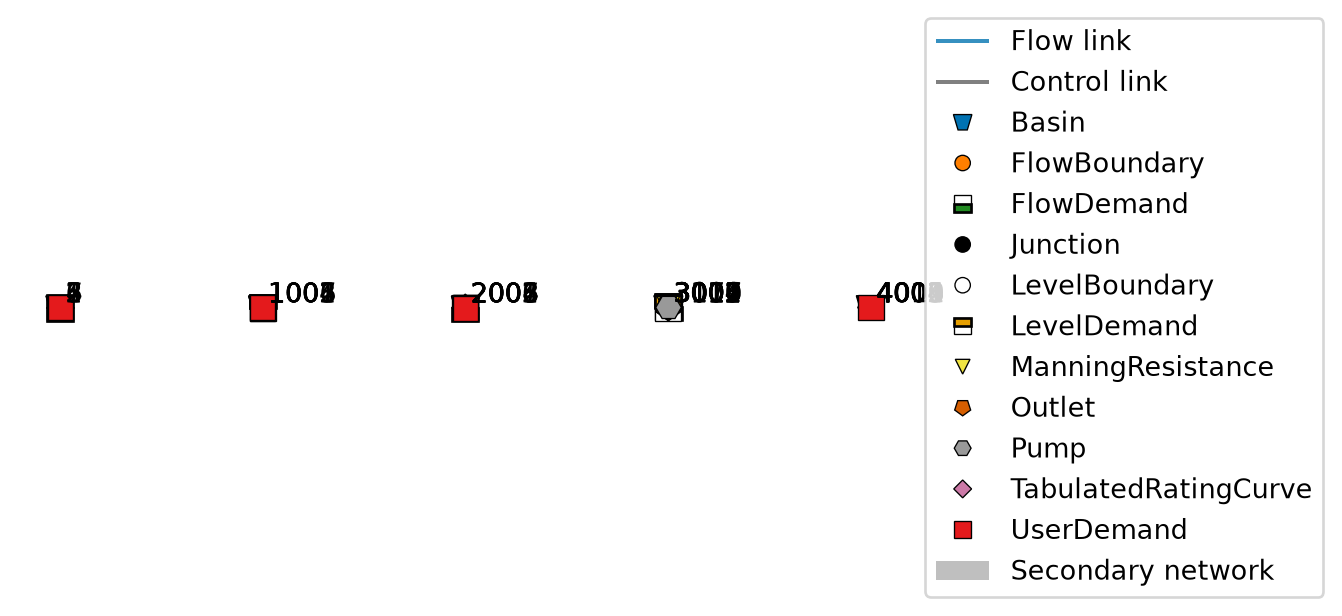 Flow link
Control link
Basin
FlowBoundary
FlowDemand
Junction
LevelBoundary
LevelDemand
ManningResistance
Outlet
Pump
TabulatedRatingCurve
UserDemand
Secondary network